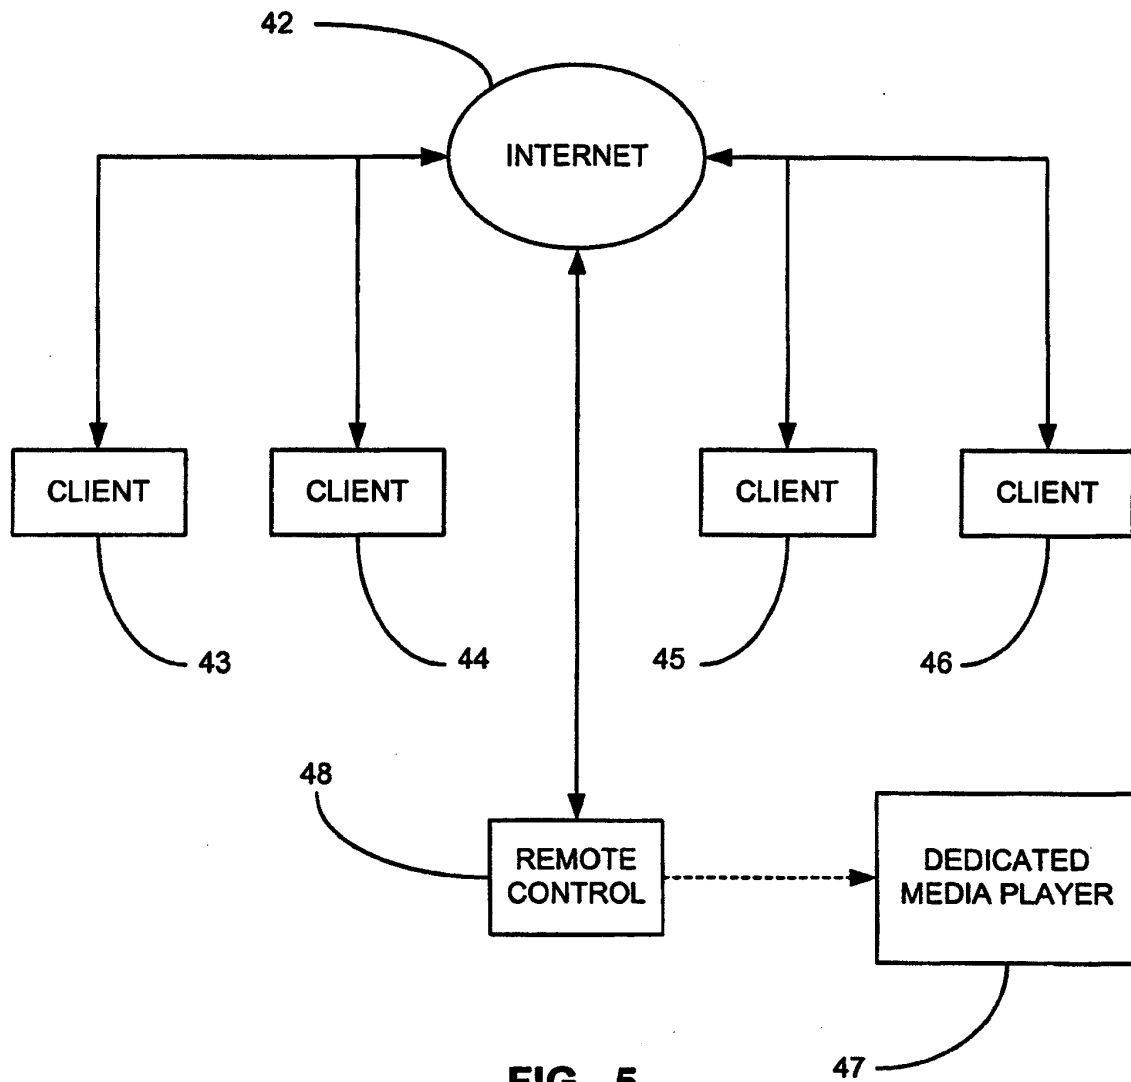 42
INTERNET
CLIENT
CLIENT
CLIENT
CLIENT
43
44
45
46
48
REMOTE
CONTROL
DEDICATED
MEDIA PLAYER
47
FIG. 5